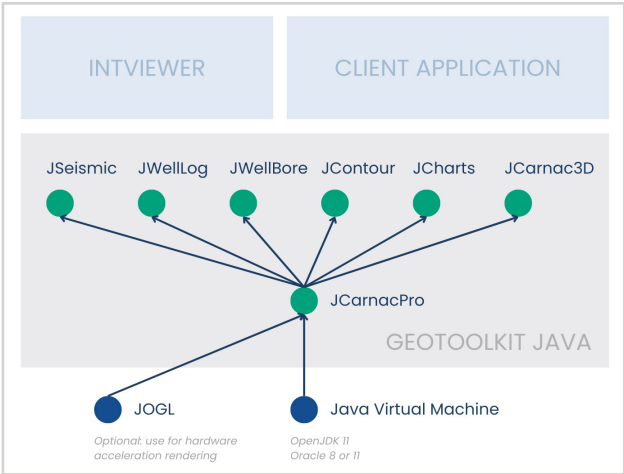 INTVIEWER
CLIENT APPLICATION
JSeismic JWellLog JWellBore JContour JCharts JCarnac3D
JCarnacPro
GEOTOOLKIT JAVA
JOGL
Optional: use for hardware
acceleration rendering
Java Virtual Machine
OpenJDK 11
Oracle 8 or 11